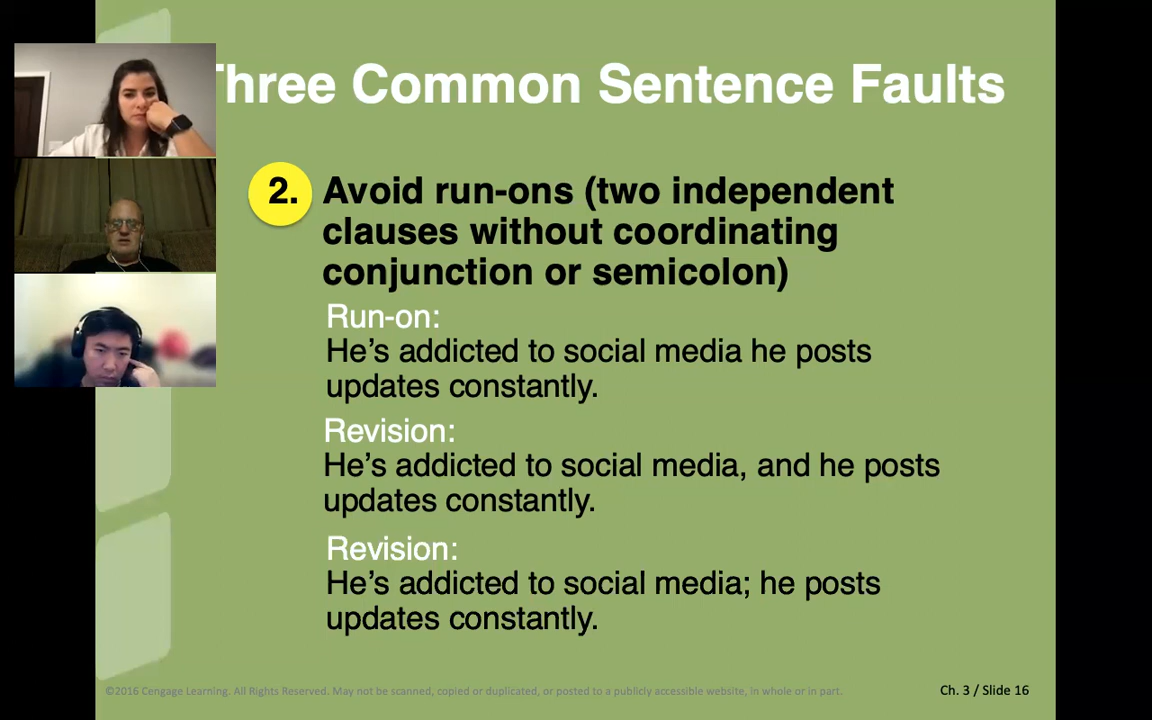 Three Common Sentence Faults
2. Avoid run-ons (two independent
clauses without coordinating
conjunction or semicolon)
Run-on:
He’s addicted to social media he posts
updates constantly.
Revision:
He’s addicted to social media, and he posts
updates constantly.
Revision:
He’s addicted to social media; he posts
updates constantly.
©2016 Cengage Learning. All Rights Reserved. May not be scanned, copied or duplicated, or posted to a publicly accessible website, in whole or in part.
Ch. 3 / Slide 16